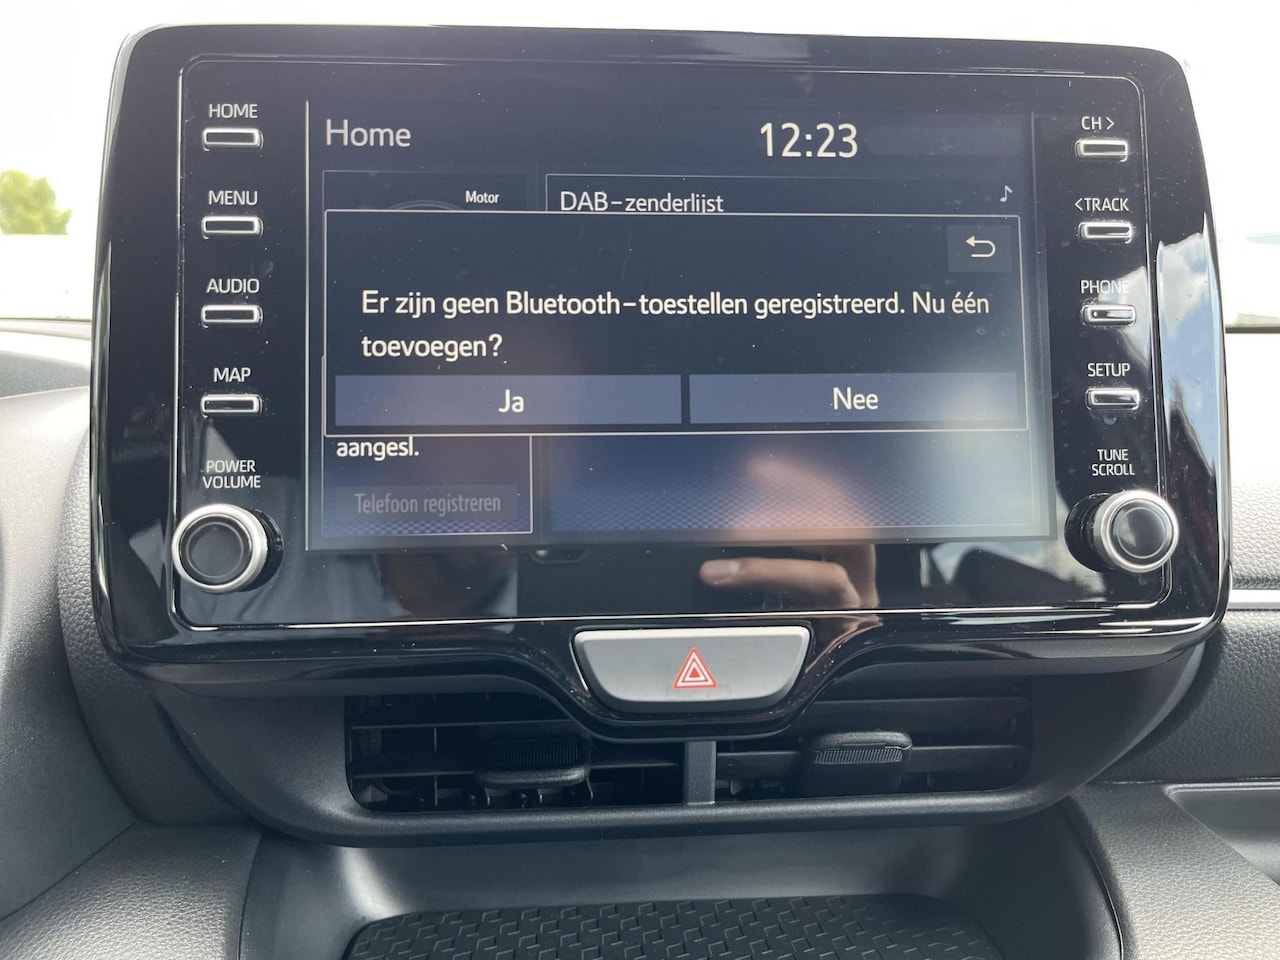 HOME
MENU
AUDIO
MAP
POWER
VOLUME
Home
12:23
Motor
DAB-zenderlijst
Er zijn geen Bluetooth-toestellen geregistreerd. Nu één
toevoegen?
Ja
Nee
aangesl.
Telefoon registreren
CH >
<TRACK
PHONE
SETUP
TUNE
SCROLL